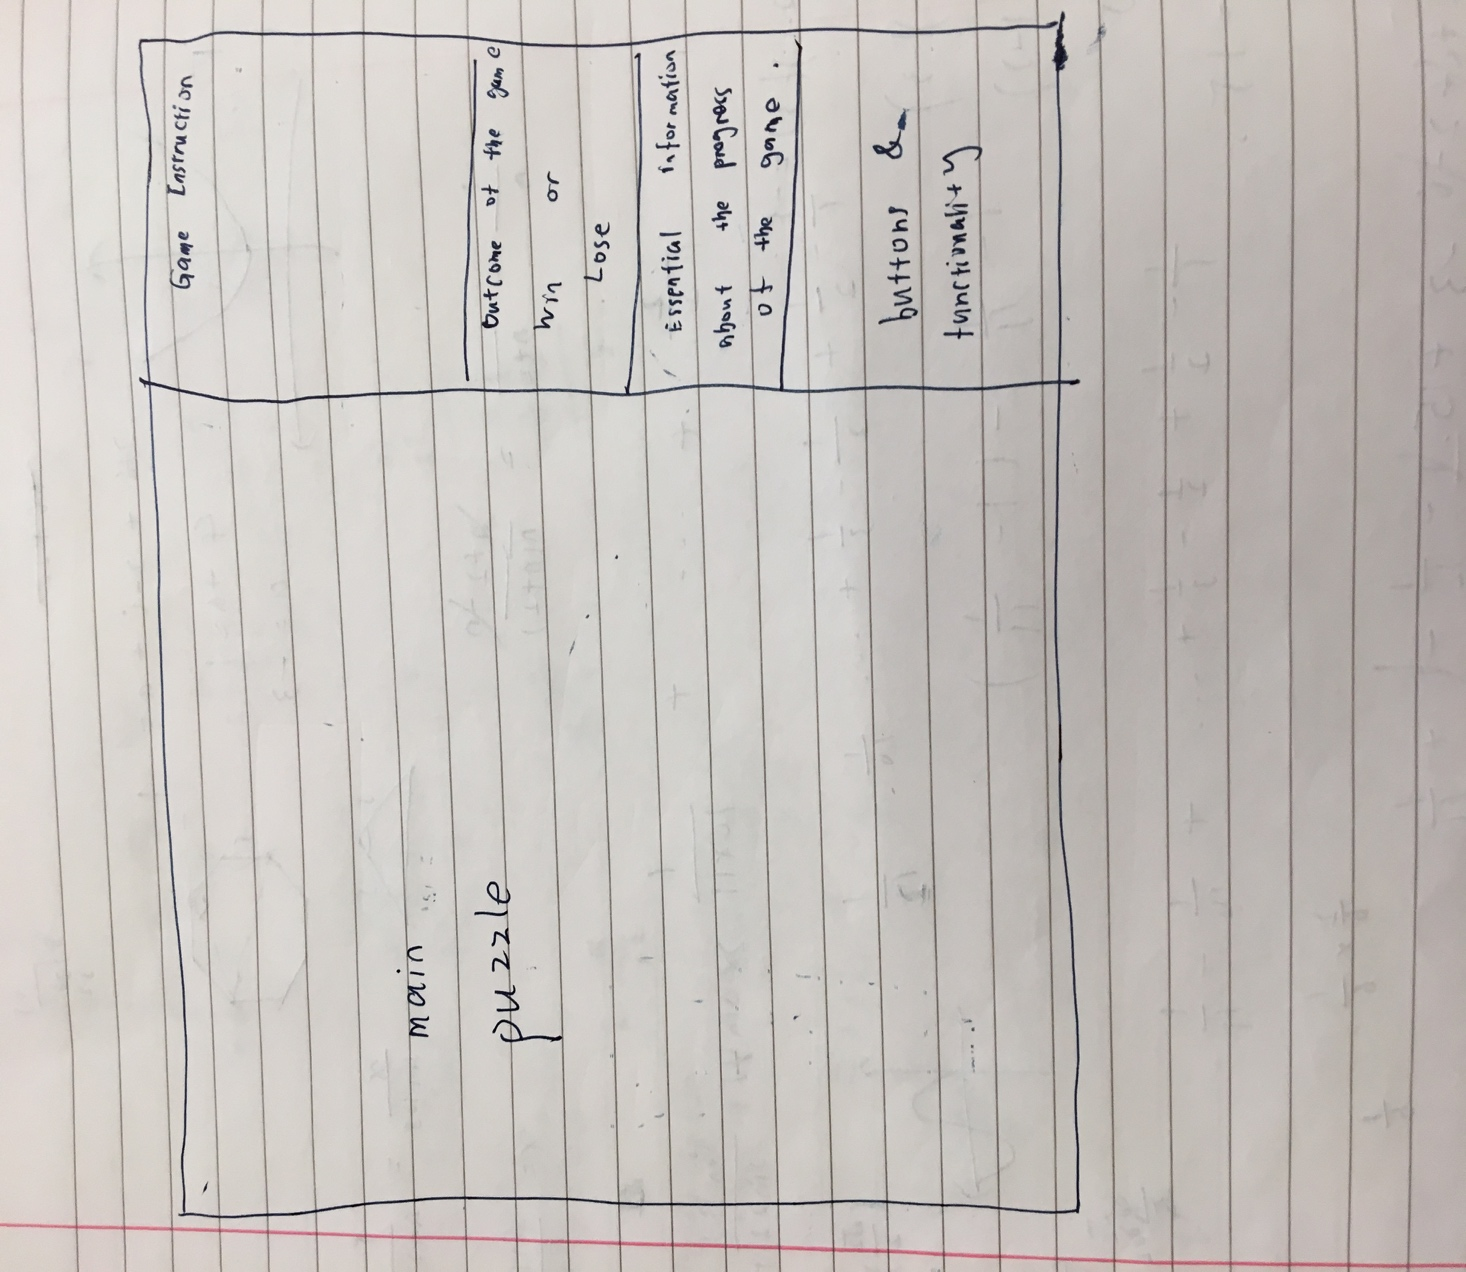 Game Instruction
Outcome of the game
win or
Lose
Essential information
about the progress
of the game.
buttons &
functionality
main
puzzle